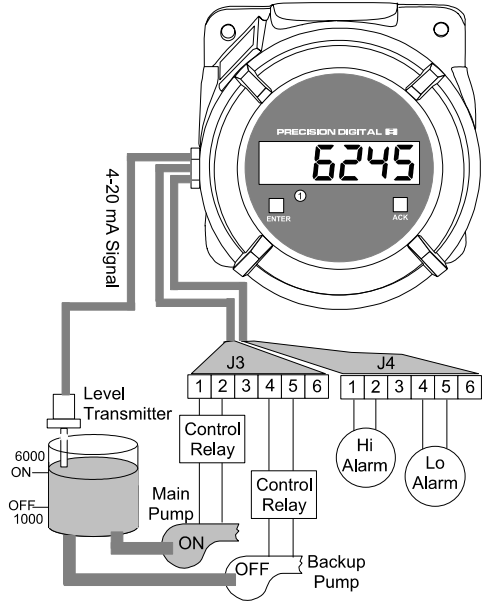 PRECISION DIGITAL
6245
1
ENTER
ACK
4-20 mA Signal
J3
J4
1 2 3 4 5 6
1 2 3 4 5 6
Level
Transmitter
Control
Relay
Hi
Alarm
Lo
Alarm
6000
ON
OFF
1000
Main
Pump
Control
Relay
ON
OFF
Backup
Pump